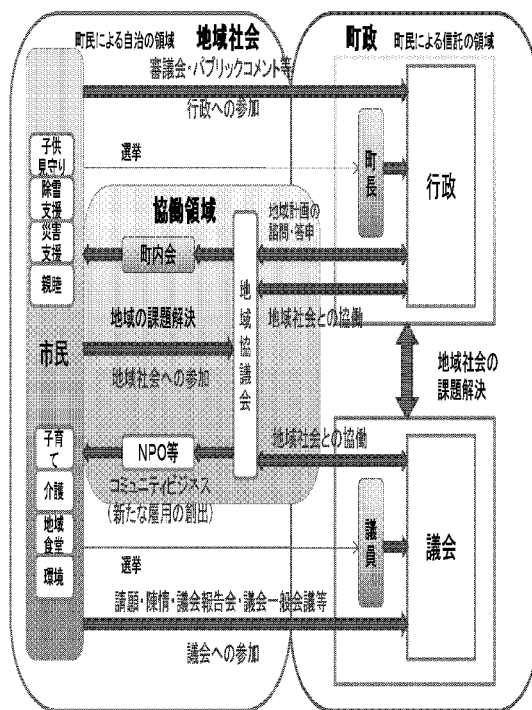 町民による自治の領域 地域社会
町政 町民による信託の領域
審議会・パブリックコメント等
行政への参加
子供
見守り
除雪
支援
災害
支援
親睦
選挙
町長
行政
協働領域
地域計画の
諮問・答申
町内会
地域協議会
地域の課題解決
地域社会との協働
市民
地域社会への参加
地域社会の
課題解決
子育
て
介護
地域
食堂
環境
NPO等
地域社会との協働
コミュニティビジネス
(新たな雇用の創出)
議員
議会
選挙
請願・陳情・議会報告会・議会一般会議等
議会への参加